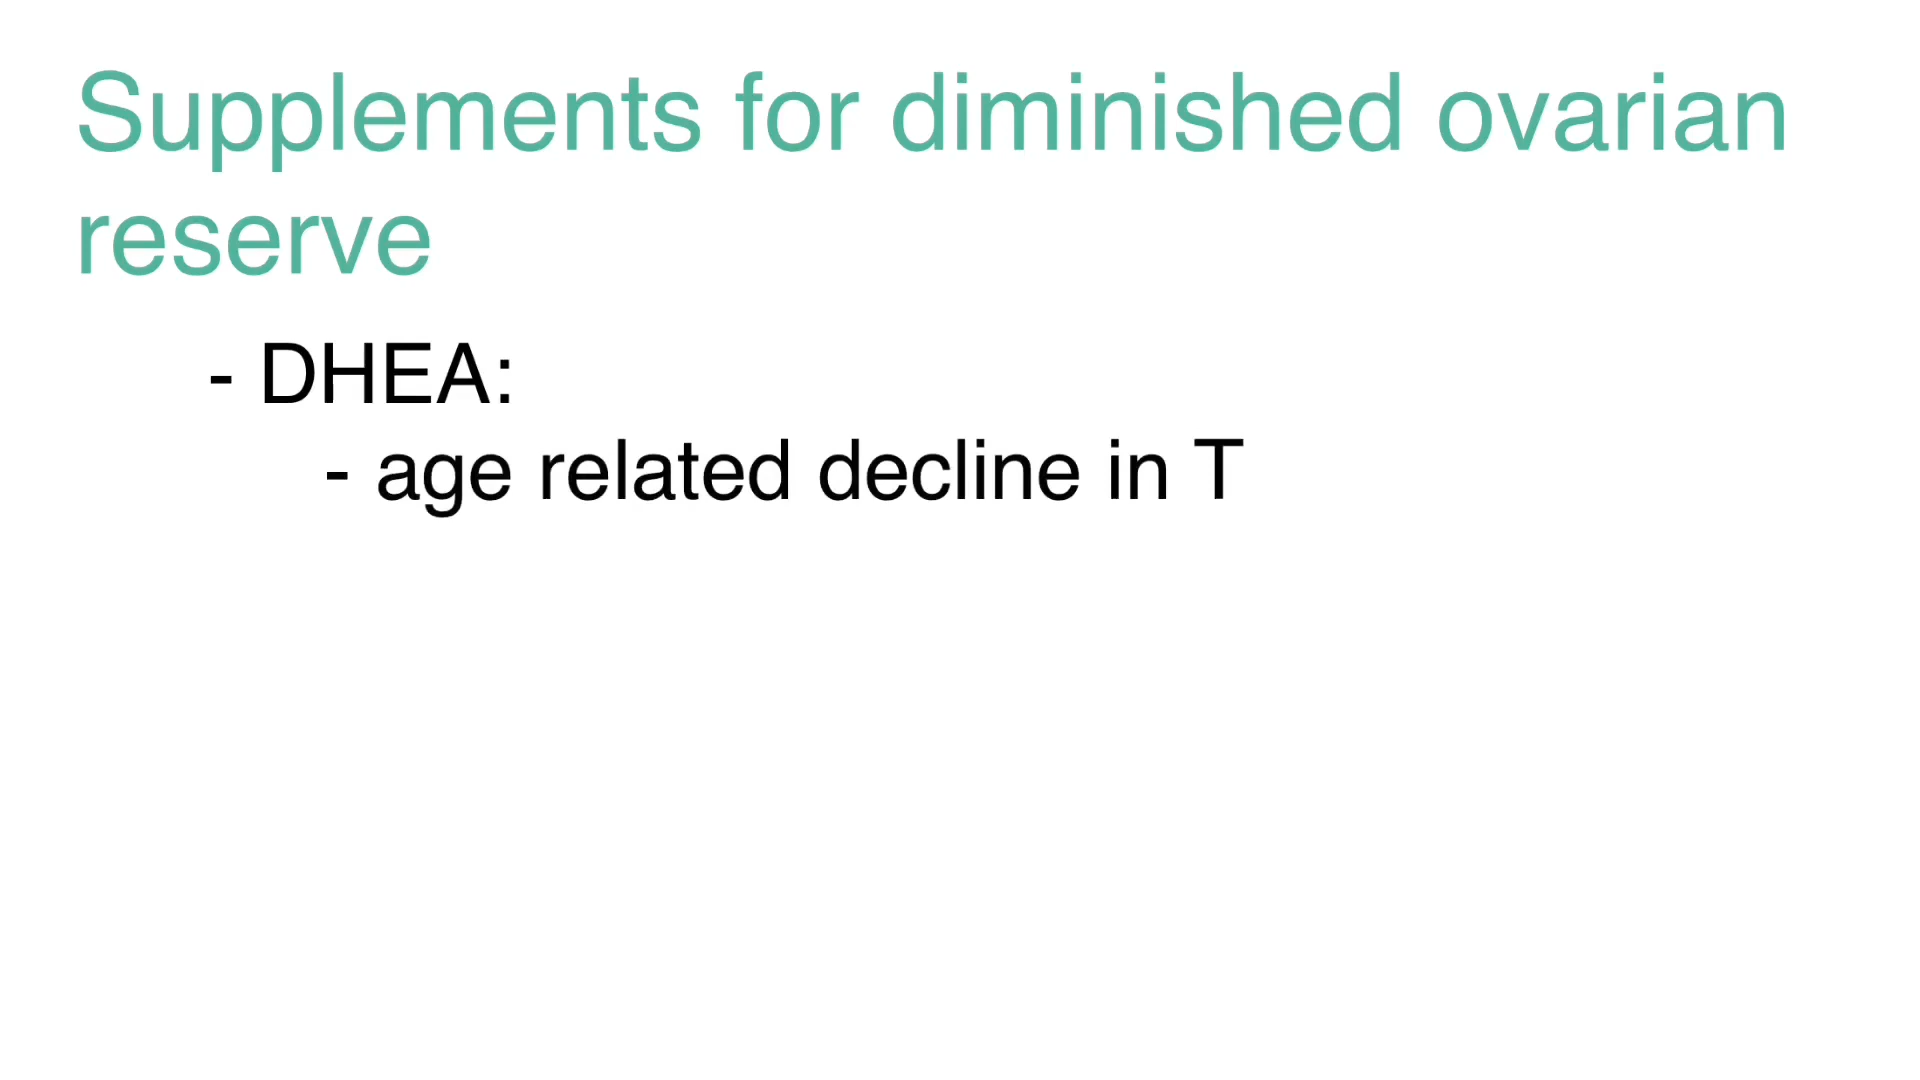 Supplements for diminished ovarian
reserve
- DHEA:
- age related decline in T